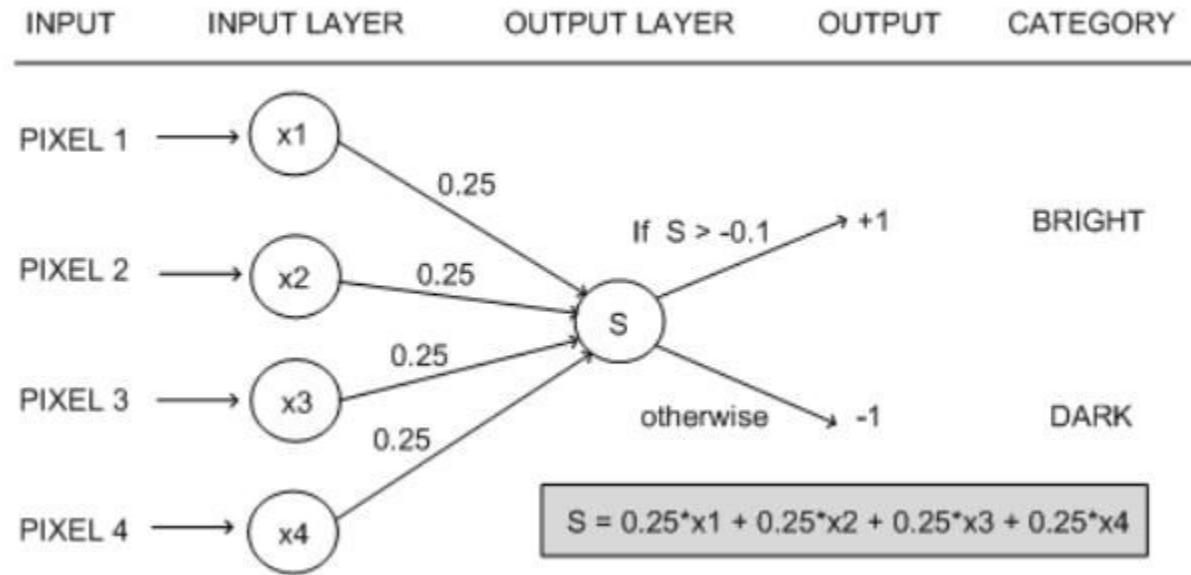 INPUT INPUT LAYER OUTPUT LAYER OUTPUT CATEGORY
PIXEL 1 x1
0.25
If S > -0.1 +1 BRIGHT
PIXEL 2 x2 0.25
S
0.25
PIXEL 3 x3 otherwise -1 DARK
0.25
PIXEL 4 x4 S = 0.25*x1 + 0.25*x2 + 0.25*x3 + 0.25*x4